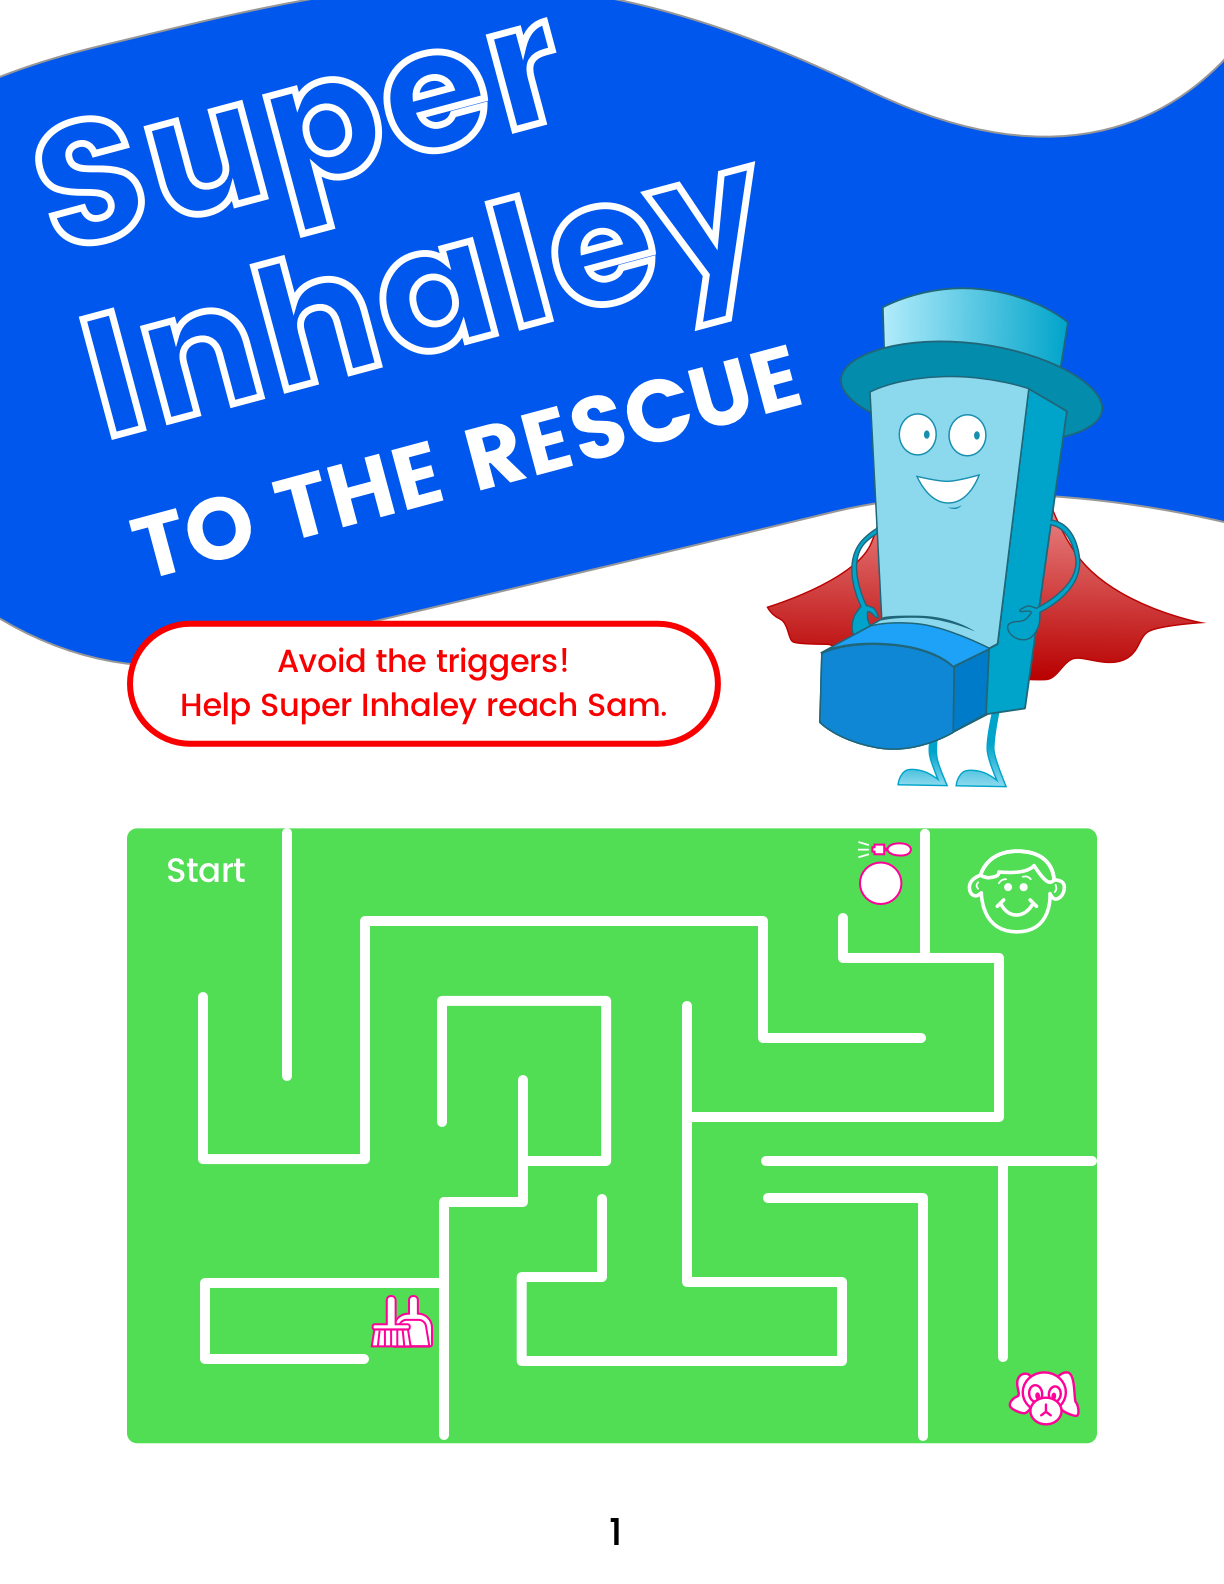 Super
Inhaley
TO THE RESCUE
Avoid the triggers!
Help Super Inhaley reach Sam.
Start
1